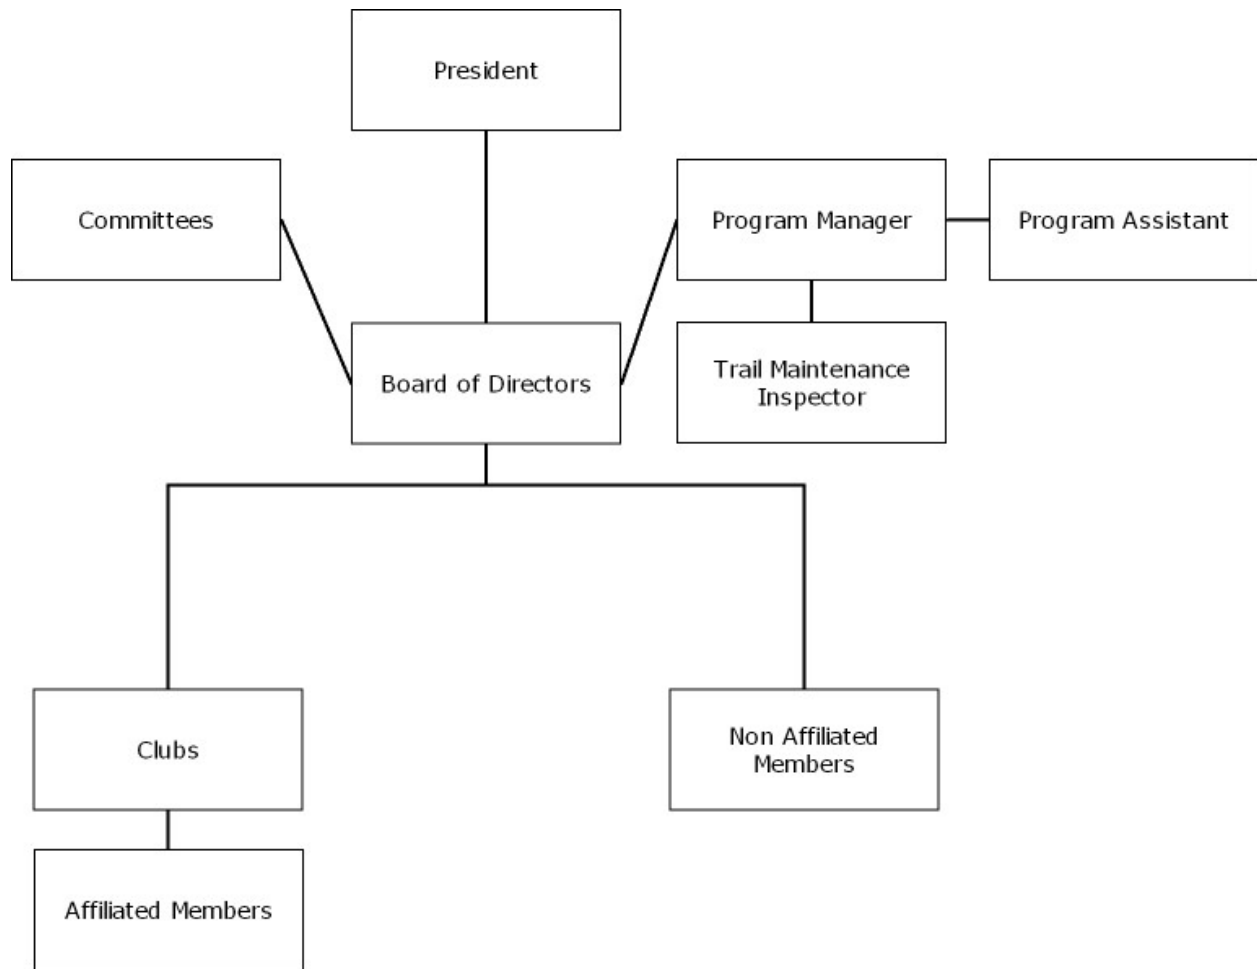 President
Committees
Program Manager
Program Assistant
Board of Directors
Trail Maintenance
Inspector
Clubs
Non Affiliated
Members
Affiliated Members